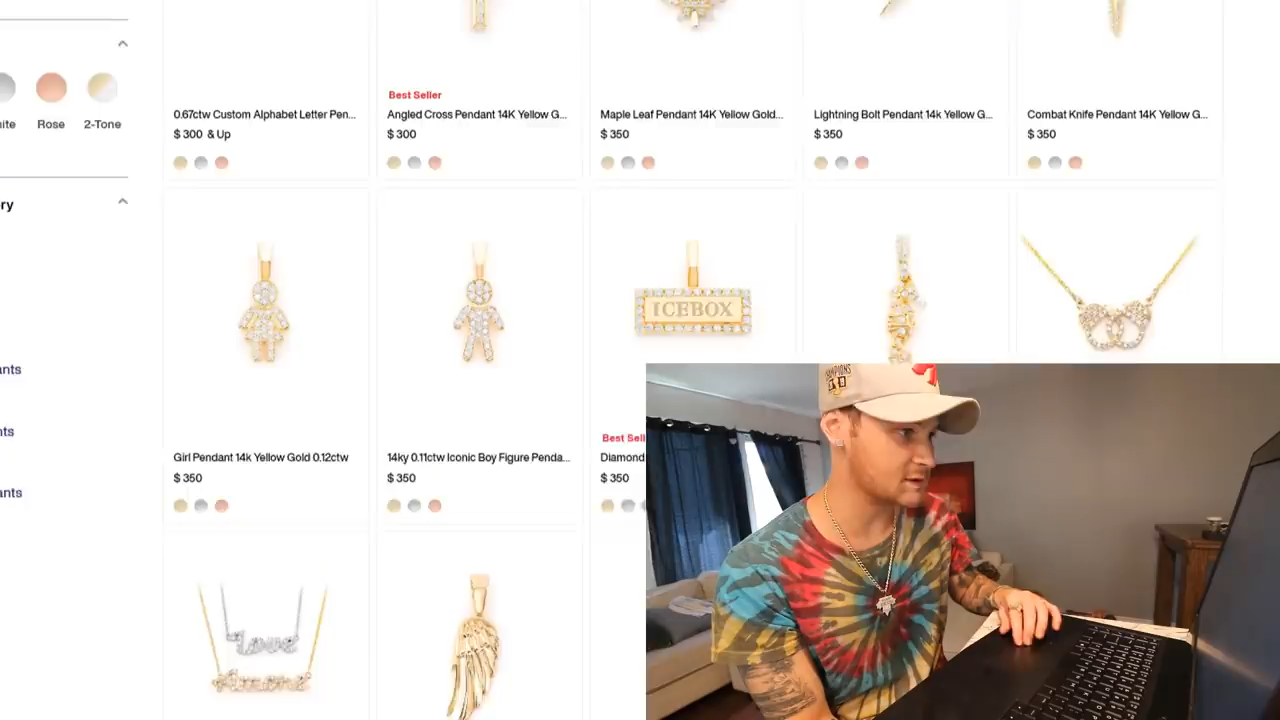 ite
Rose
2-Tone
0.67ctw Custom Alphabet Letter Pen...
$ 300 & Up
Best Seller
Angled Cross Pendant 14K Yellow G...
$ 300
Maple Leaf Pendant 14K Yellow Gold...
$ 350
Lightning Bolt Pendant 14k Yellow G...
$ 350
Combat Knife Pendant 14K Yellow G...
$ 350
ry
ants
nts
ants
ICEBOX
Girl Pendant 14k Yellow Gold 0.12ctw
$ 350
14ky 0.11ctw Iconic Boy Figure Penda...
$ 350
Best Sell
Diamond
$ 350
Love